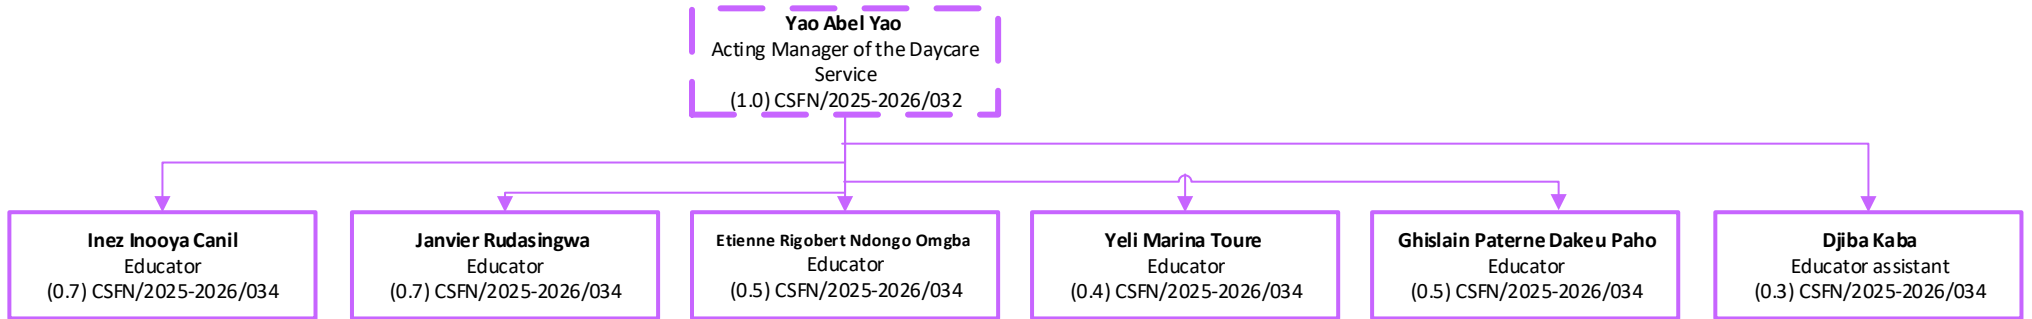 Yao Abel Yao
Acting Manager of the Daycare
Service
(1.0) CSFN/2025-2026/032
Inez Inooya Canil
Educator
(0.7) CSFN/2025-2026/034
Janvier Rudasingwa
Educator
(0.7) CSFN/2025-2026/034
Etienne Rigobert Ndongo Omgba
Educator
(0.5) CSFN/2025-2026/034
Yeli Marina Toure
Educator
(0.4) CSFN/2025-2026/034
Ghislain Paterne Dakeu Paho
Educator
(0.5) CSFN/2025-2026/034
Djiba Kaba
Educator assistant
(0.3) CSFN/2025-2026/034